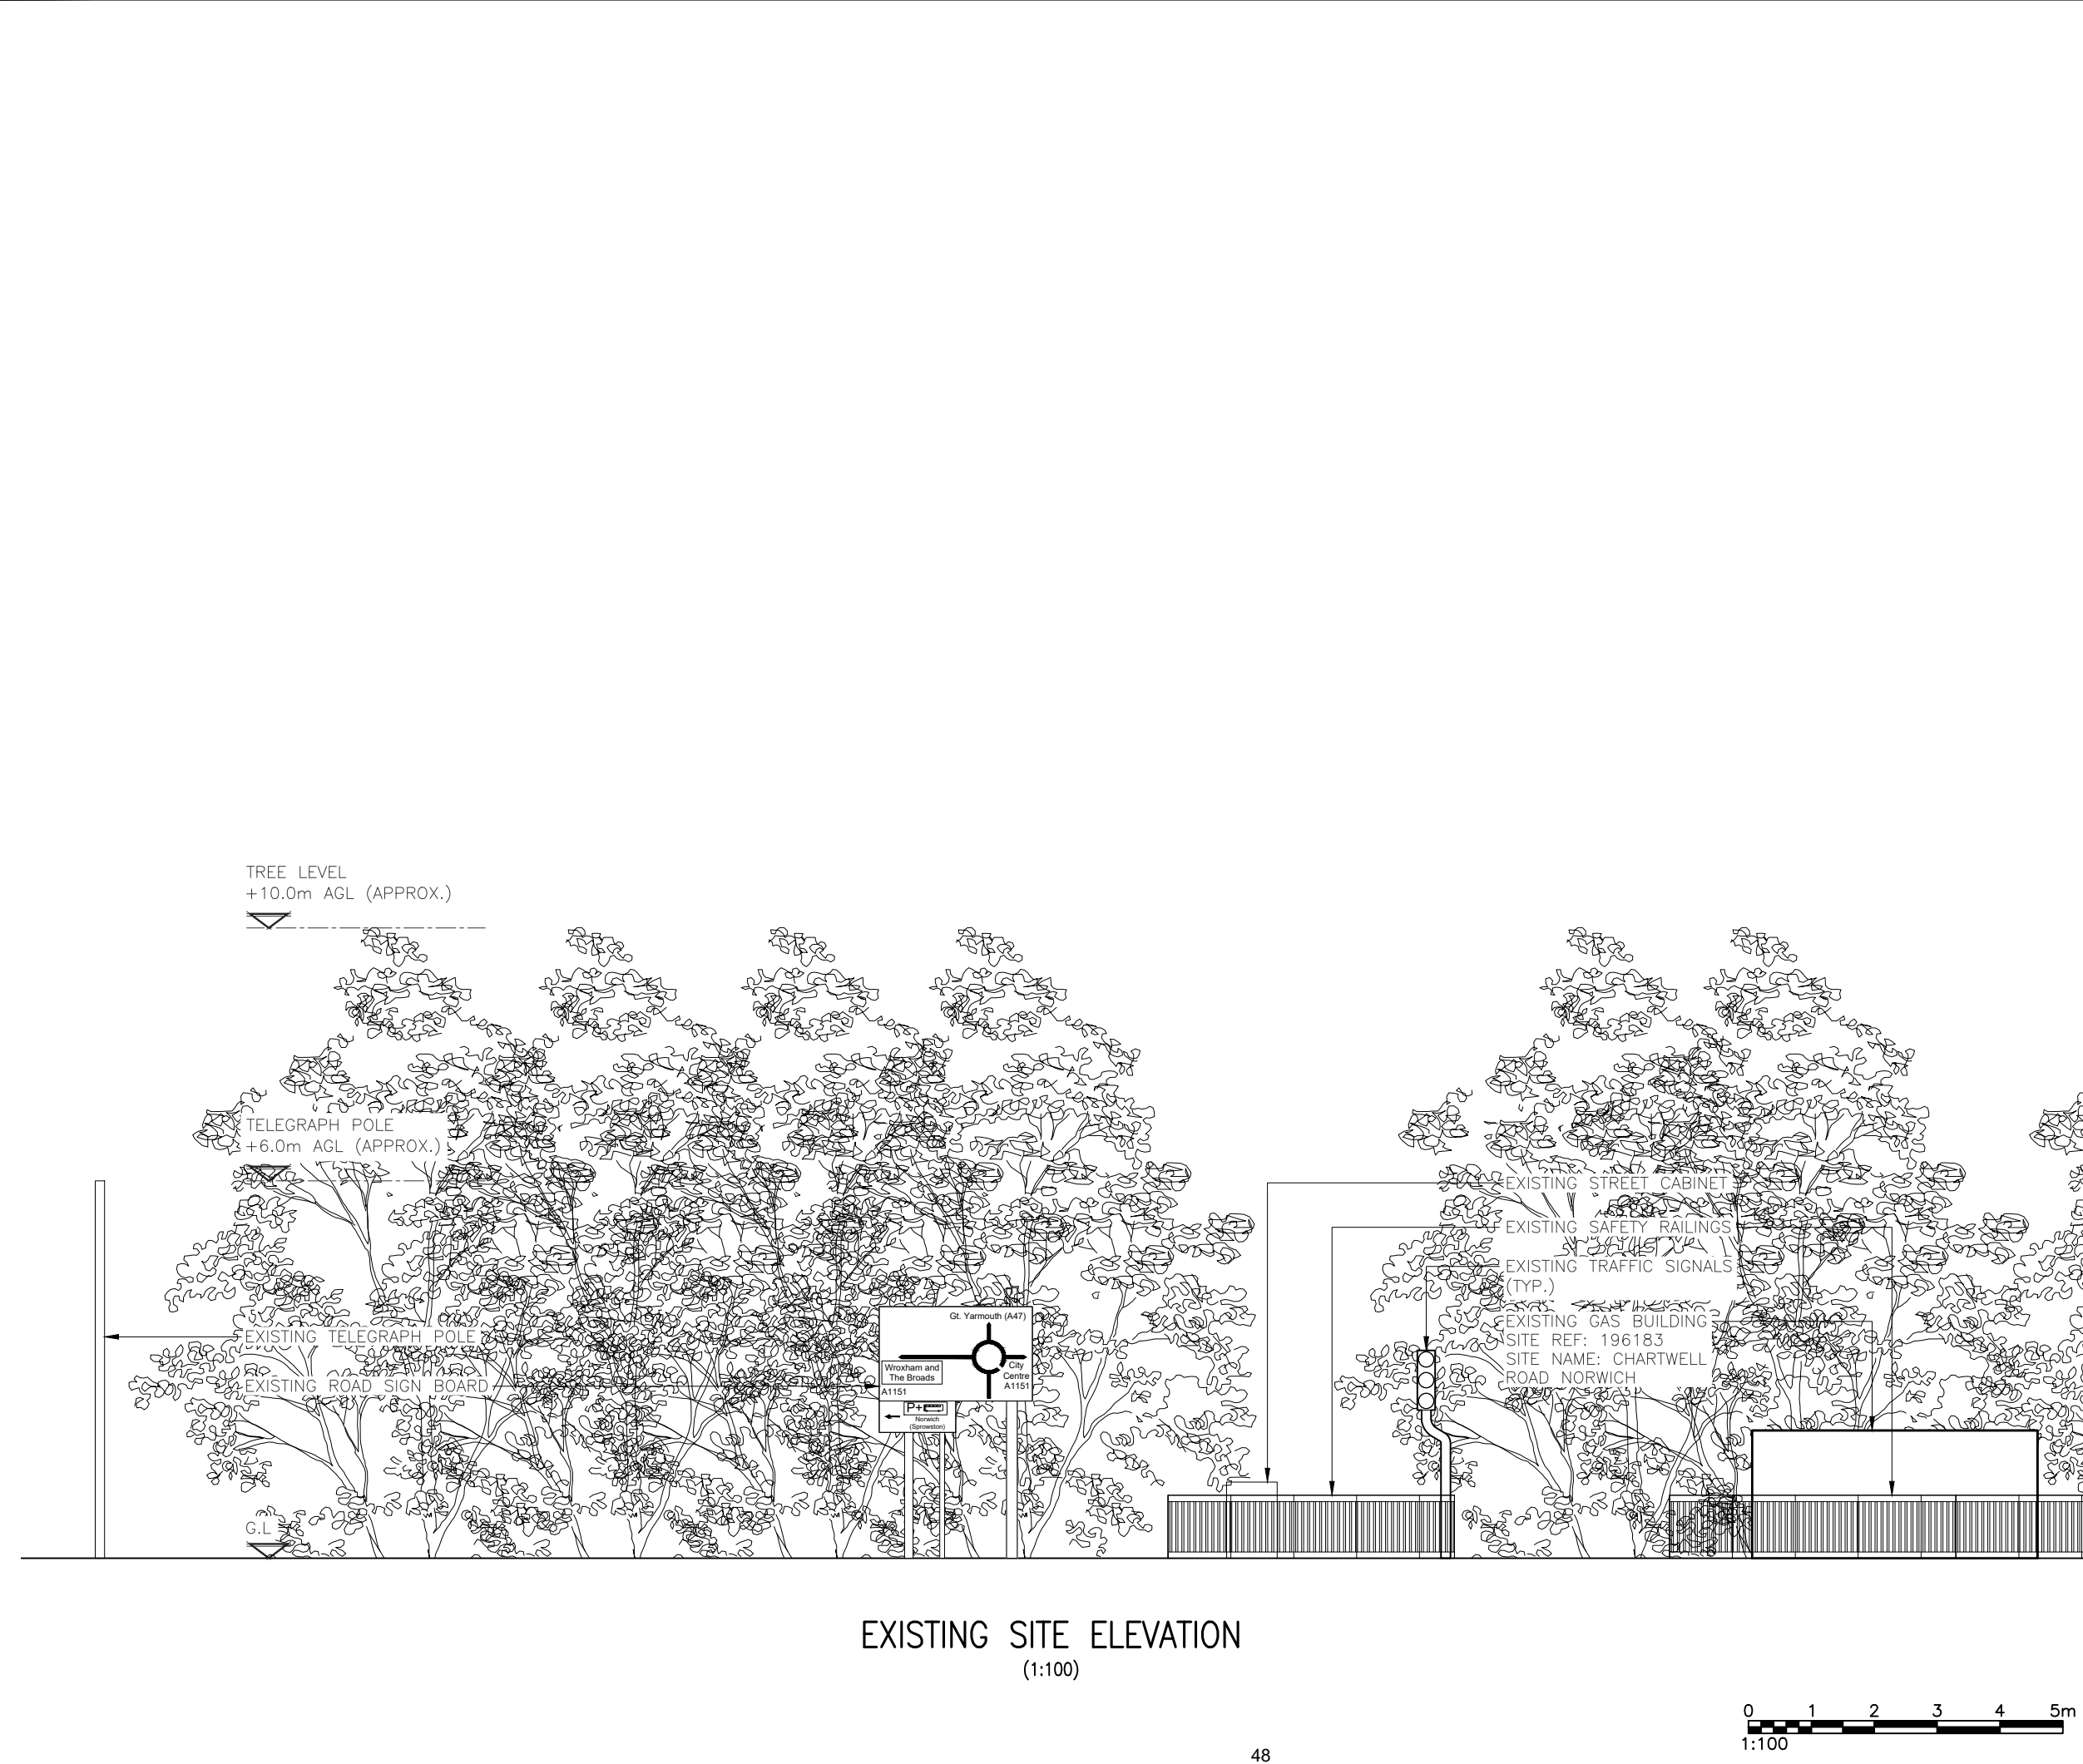 TREE LEVEL
+10.0m AGL (APPROX.)
TELEGRAPH POLE
+6.0m AGL (APPROX.)
EXISTING STREET CABINET
EXISTING SAFETY RAILINGS
EXISTING TRAFFIC SIGNALS
(TYP.)
EXISTING GAS BUILDING
SITE REF: 196183
SITE NAME: CHARTWELL
ROAD NORWICH
EXISTING TELEGRAPH POLE
EXISTING ROAD SIGN BOARD
Gt. Yarmouth (A47)
Wroxham and
The Broads
A1151
City
Centre
A1151
P+
Norwich
(Sprowston)
G.L
EXISTING SITE ELEVATION
(1:100)
0 1 2 3 4 5m
1:100
48